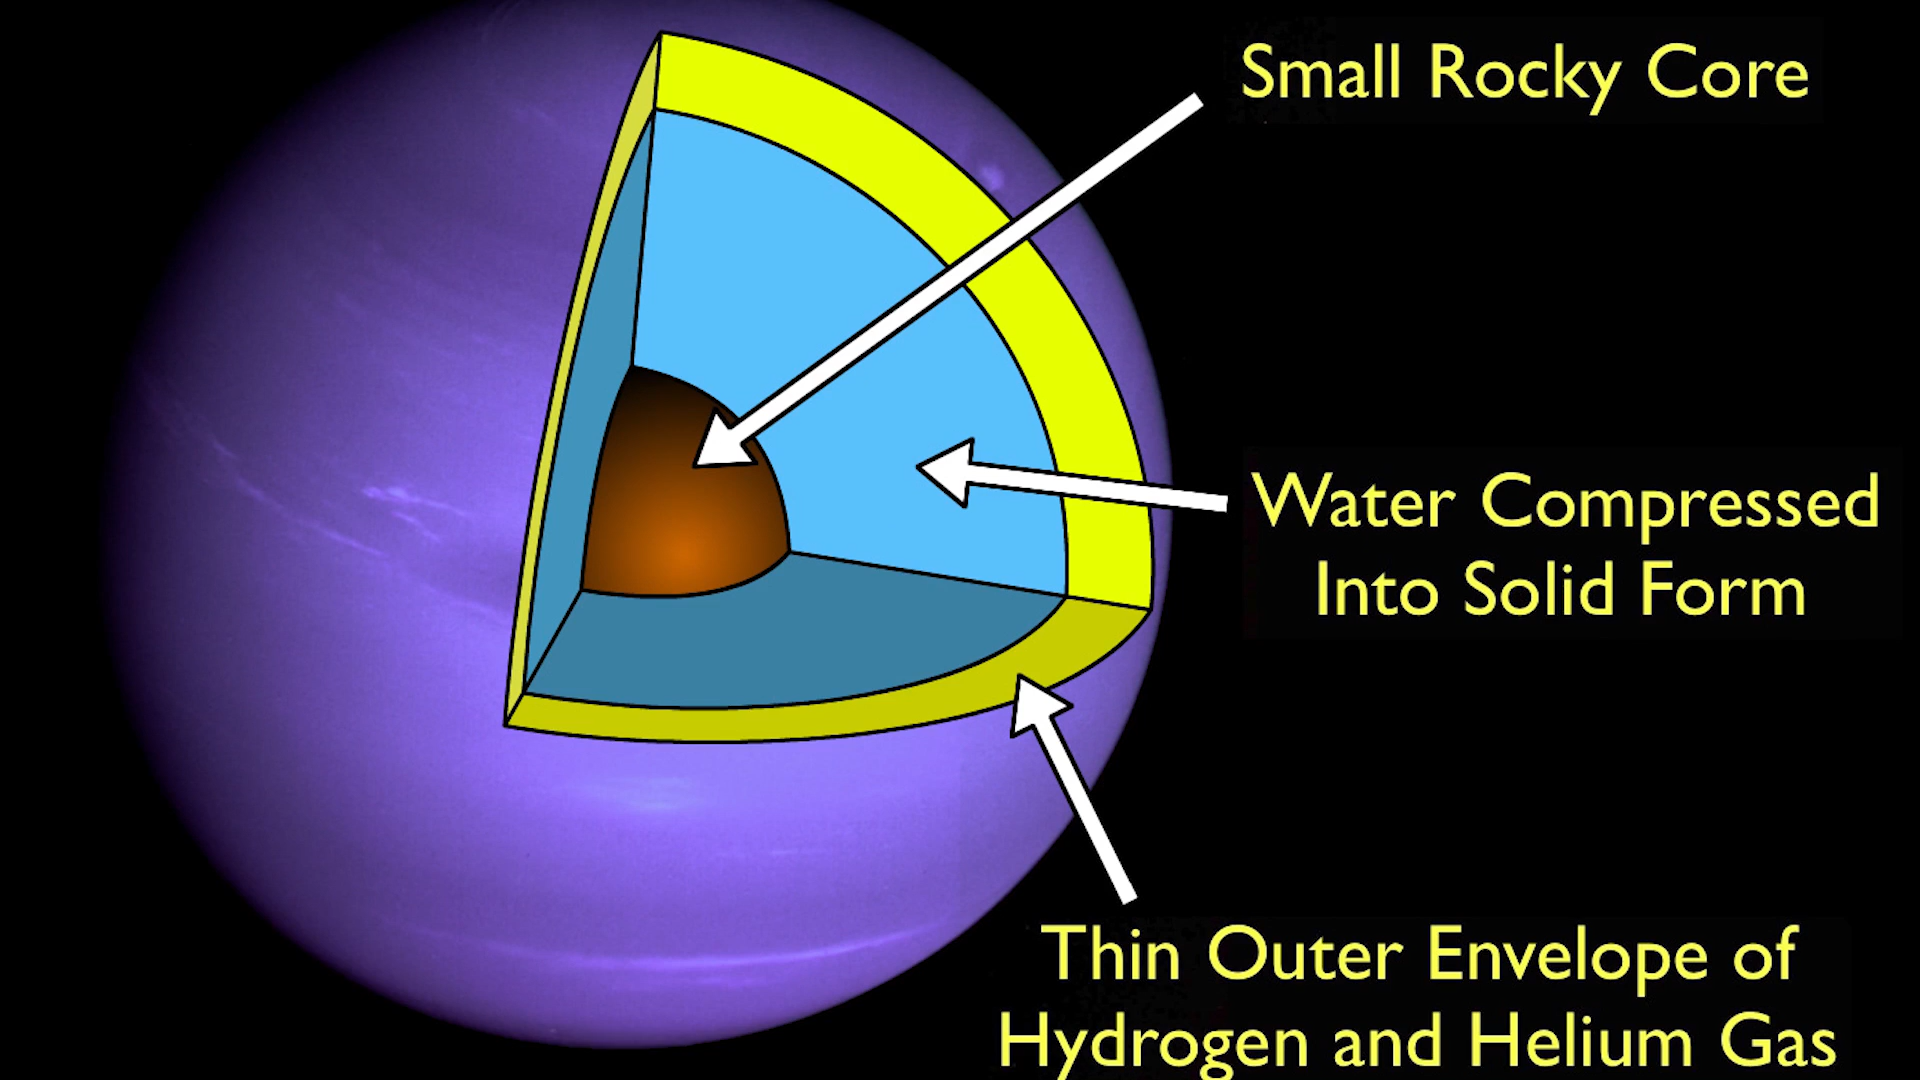 Small Rocky Core
Water Compressed
Into Solid Form
Thin Outer Envelope of
Hydrogen and Helium Gas